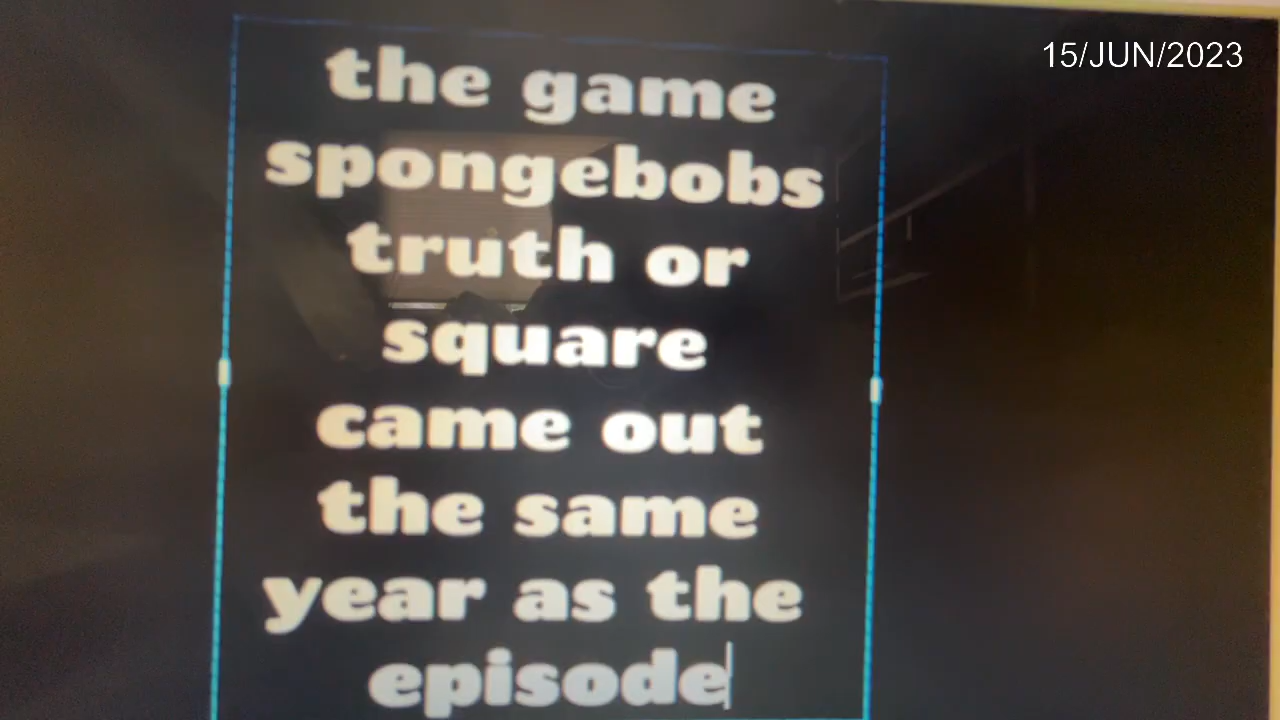 15/JUN/2023
the game
spongebobs
truth or
square
came out
the same
year as the
episode